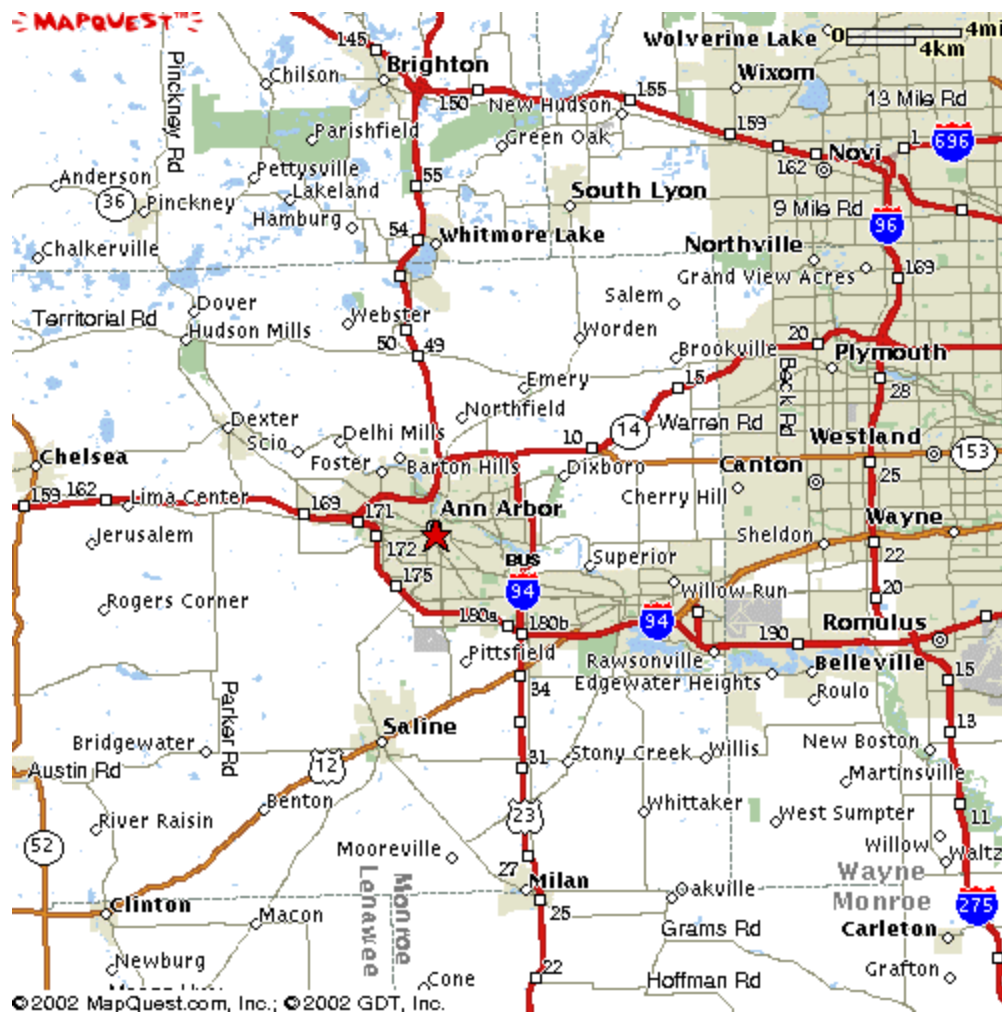 MAPQUEST™
0 4mi
4km
Wolverine Lake
145
Brighton
Chilson
Wixom
Pinckney Rd
150
New Hudson
155
13 Mile Rd
Parishfield
Green Oak
159
1
696
162
Novi
Pettysville
Anderson
55
Lakeland
South Lyon
36
Pinckney
9 Mile Rd
Hamburg
54
Whitmore Lake
96
Chalkerville
Northville
Grand View Acres
169
Dover
Salem
Territorial Rd
Webster
Hudson Mills
Worden
20
50
49
Brookville
Plymouth
Emery
15
Beck Rd
28
Northfield
Dexter
Warren Rd
14
Delhi Mills
Scio
10
Westland
153
Chelsea
Foster
Barton Hills
Dixboro
Canton
25
159
162
Lima Center
Cherry Hill
169
171
Ann Arbor
Wayne
Jerusalem
Sheldon
172
Superior
22
BUS
94
175
Willow Run
20
Rogers Corner
180a
180b
94
190
Romulus
Pittsfield
Rawsonville
Belleville
15
34
Edgewater Heights
Roulo
Parker Rd
Saline
13
Bridgewater
Stony Creek
Willis
New Boston
Austin Rd
12
31
Martinsville
Benton
Whittaker
23
West Sumpter
11
River Raisin
52
Mooreville
Willow
Waltz
27
Milan
Wayne
Lenawee
Monroe
Oakville
Monroe
275
Clinton
25
Macon
Grams Rd
Carleton
Newburg
22
Cone
Hoffman Rd
Grafton
©2002 MapQuest.com, Inc.; ©2002 GDT, Inc.